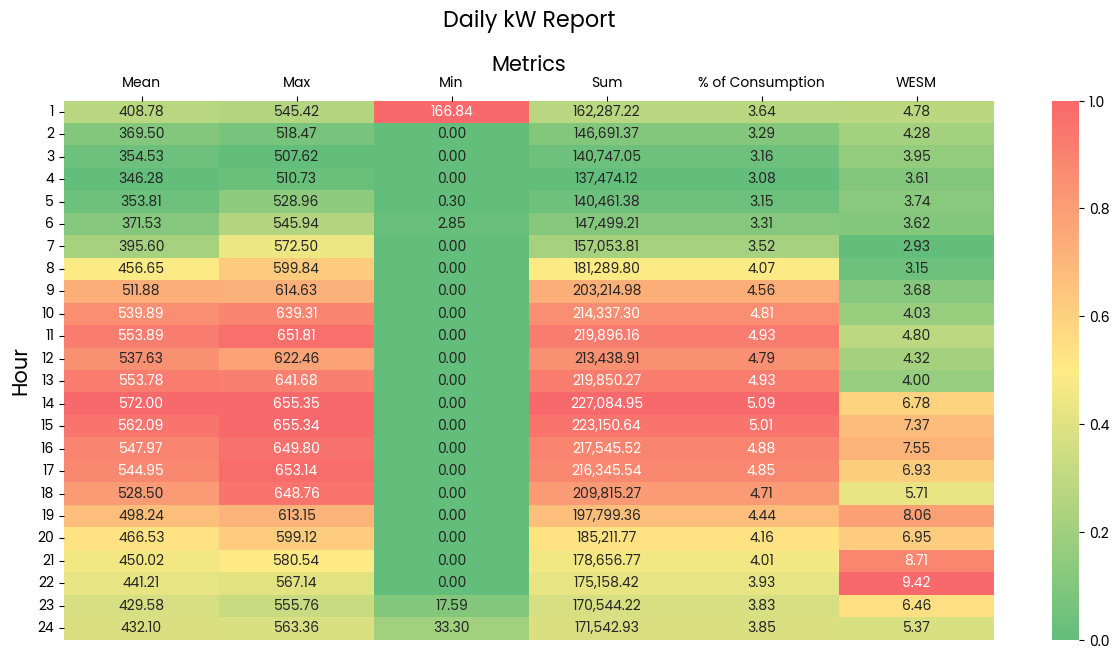 Daily kW Report
Metrics
Mean Max Min Sum % of Consumption WESM
1 408.78 545.42 166.84 162,287.22 3.64 4.78
2 369.50 518.47 0.00 146,691.37 3.29 4.28
3 354.53 507.62 0.00 140,747.05 3.16 3.95
4 346.28 510.73 0.00 137,474.12 3.08 3.61
5 353.81 528.96 0.30 140,461.38 3.15 3.74
6 371.53 545.94 2.85 147,499.21 3.31 3.62
7 395.60 572.50 0.00 157,053.81 3.52 2.93
8 456.65 599.84 0.00 181,289.80 4.07 3.15
9 511.88 614.63 0.00 203,214.98 4.56 3.68
10 539.89 639.31 0.00 214,337.30 4.81 4.03
11 553.89 651.81 0.00 219,896.16 4.93 4.80
12 537.63 622.46 0.00 213,438.91 4.79 4.32
13 553.78 641.68 0.00 219,850.27 4.93 4.00
14 572.00 655.35 0.00 227,084.95 5.09 6.78
15 562.09 655.34 0.00 223,150.64 5.01 7.37
16 547.97 649.80 0.00 217,545.52 4.88 7.55
17 544.95 653.14 0.00 216,345.54 4.85 6.93
18 528.50 648.76 0.00 209,815.27 4.71 5.71
19 498.24 613.15 0.00 197,799.36 4.44 8.06
20 466.53 599.12 0.00 185,211.77 4.16 6.95
21 450.02 580.54 0.00 178,656.77 4.01 8.71
22 441.21 567.14 0.00 175,158.42 3.93 9.42
23 429.58 555.76 17.59 170,544.22 3.83 6.46
24 432.10 563.36 33.30 171,542.93 3.85 5.37
Hour
1.0
0.8
0.6
0.4
0.2
0.0